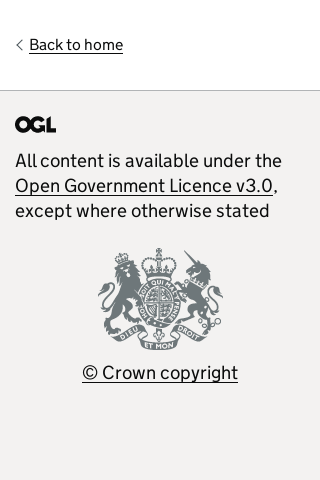 Back to home
OGL
All content is available under the
Open Government Licence v3.0,
except where otherwise stated
DIEU ET MON DROIT
© Crown copyright